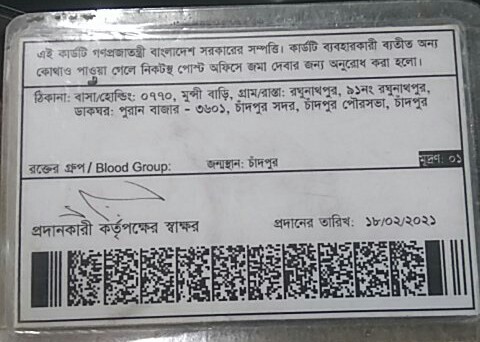 এই কার্ডটি গণপ্রজাতন্ত্রী বাংলাদেশ সরকারের সম্পত্তি। কার্ডটি ব্যবহারকারী ব্যতীত অন্য
কোথাও পাওয়া গেলে নিকটস্থ পোস্ট অফিসে জমা দেবার জন্য অনুরোধ করা হলো।
ঠিকানা: বাসা/হোল্ডিং: ০৭৭০, মুন্সী বাড়ি, গ্রাম/রাস্তা: রঘুনাথপুর, ৯১নং রঘুনাথপুর,
ডাকঘর: পুরান বাজার - ৩৬০১, চাঁদপুর সদর, চাঁদপুর পৌরসভা, চাঁদপুর
রক্তের গ্রুপ / Blood Group: জন্মস্থান: চাঁদপুর মুদ্রণ: ০১
প্রদানকারী কর্তৃপক্ষের স্বাক্ষর প্রদানের তারিখ: ১৮/০২/২০২১